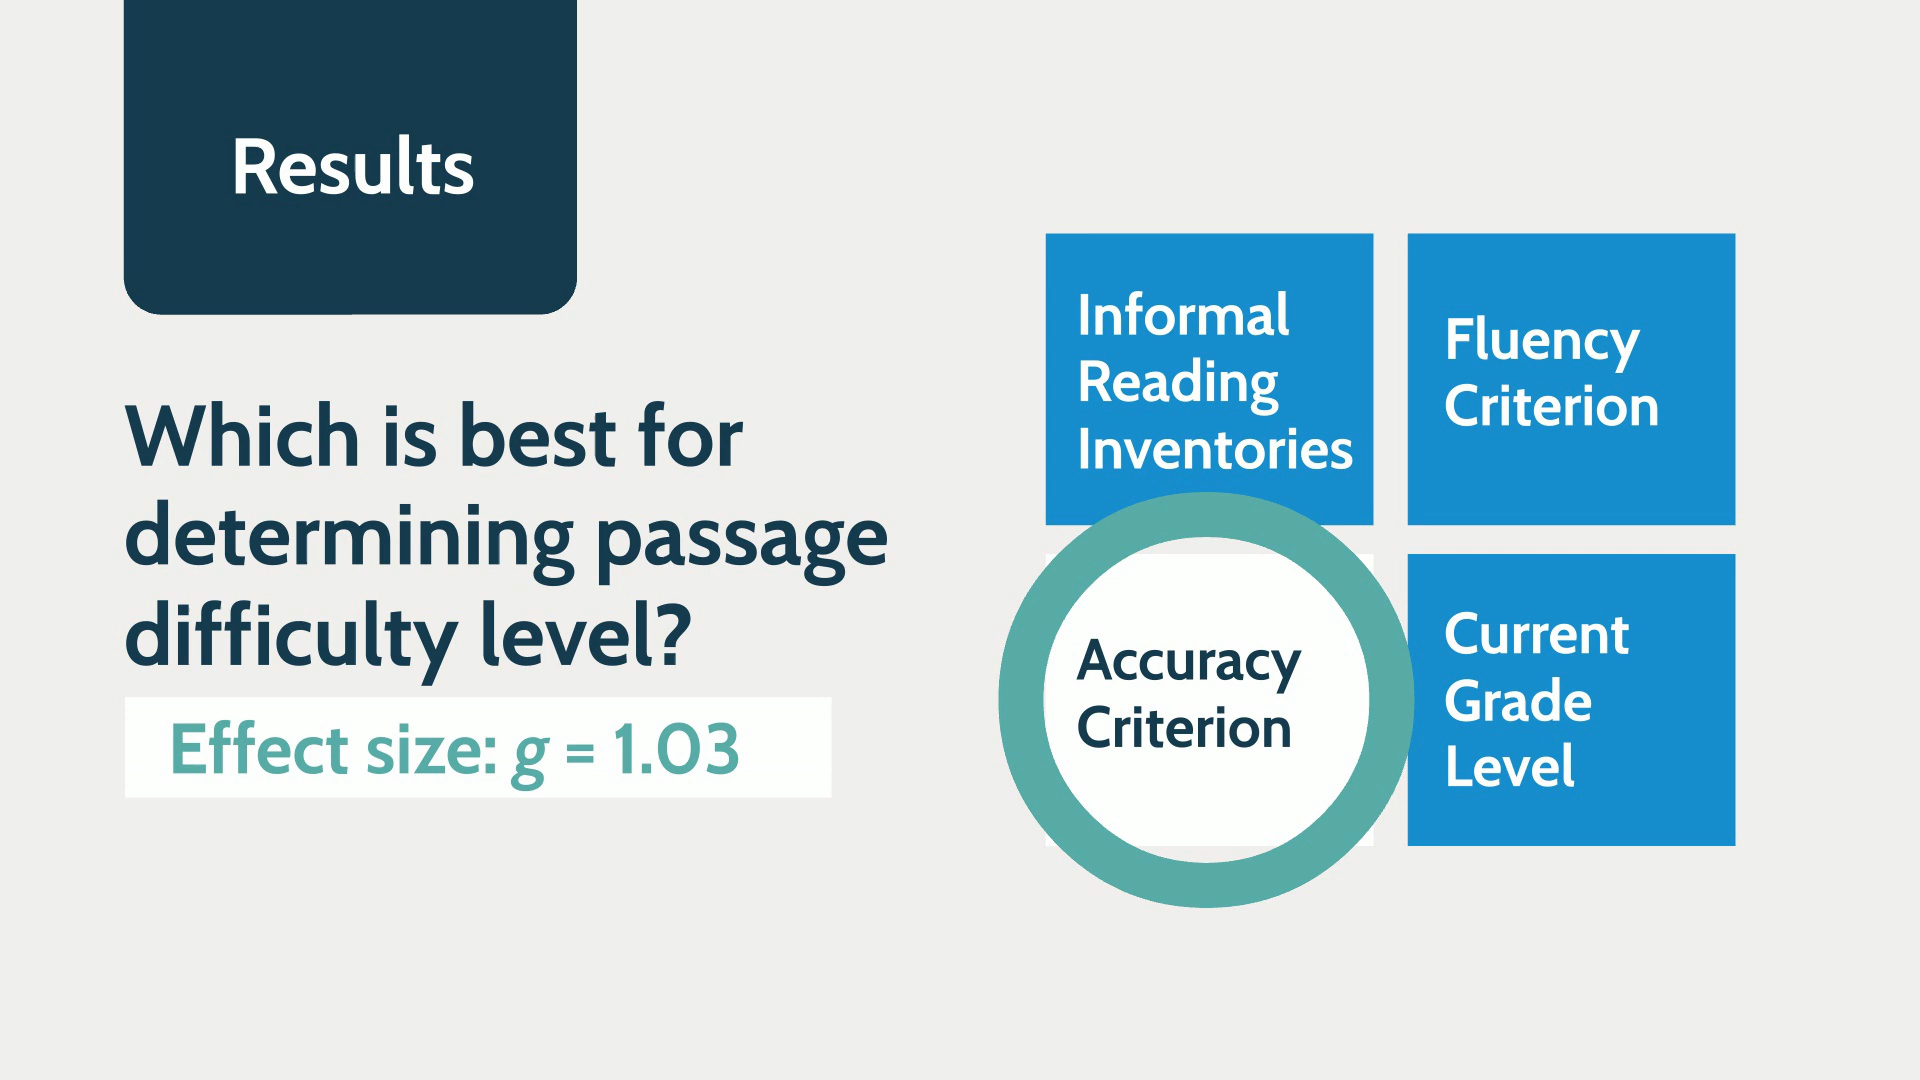 Results
Which is best for
determining passage
difficulty level?
Effect size: g = 1.03
Informal
Reading
Inventories
Fluency
Criterion
Accuracy
Criterion
Current
Grade
Level